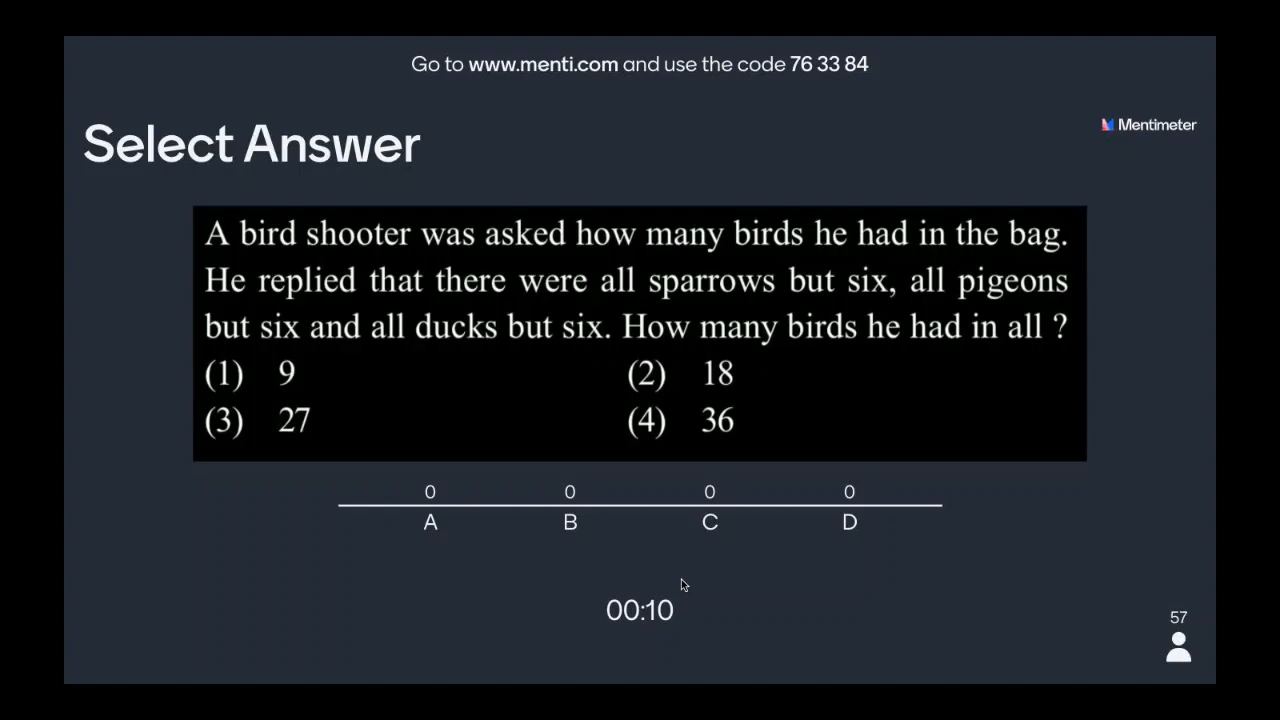 Go to www.menti.com and use the code 76 33 84
Mentimeter
Select Answer
A bird shooter was asked how many birds he had in the bag.
He replied that there were all sparrows but six, all pigeons
but six and all ducks but six. How many birds he had in all ?
(1) 9 (2) 18
(3) 27 (4) 36
0 0 0 0
A B C D
00:10
57